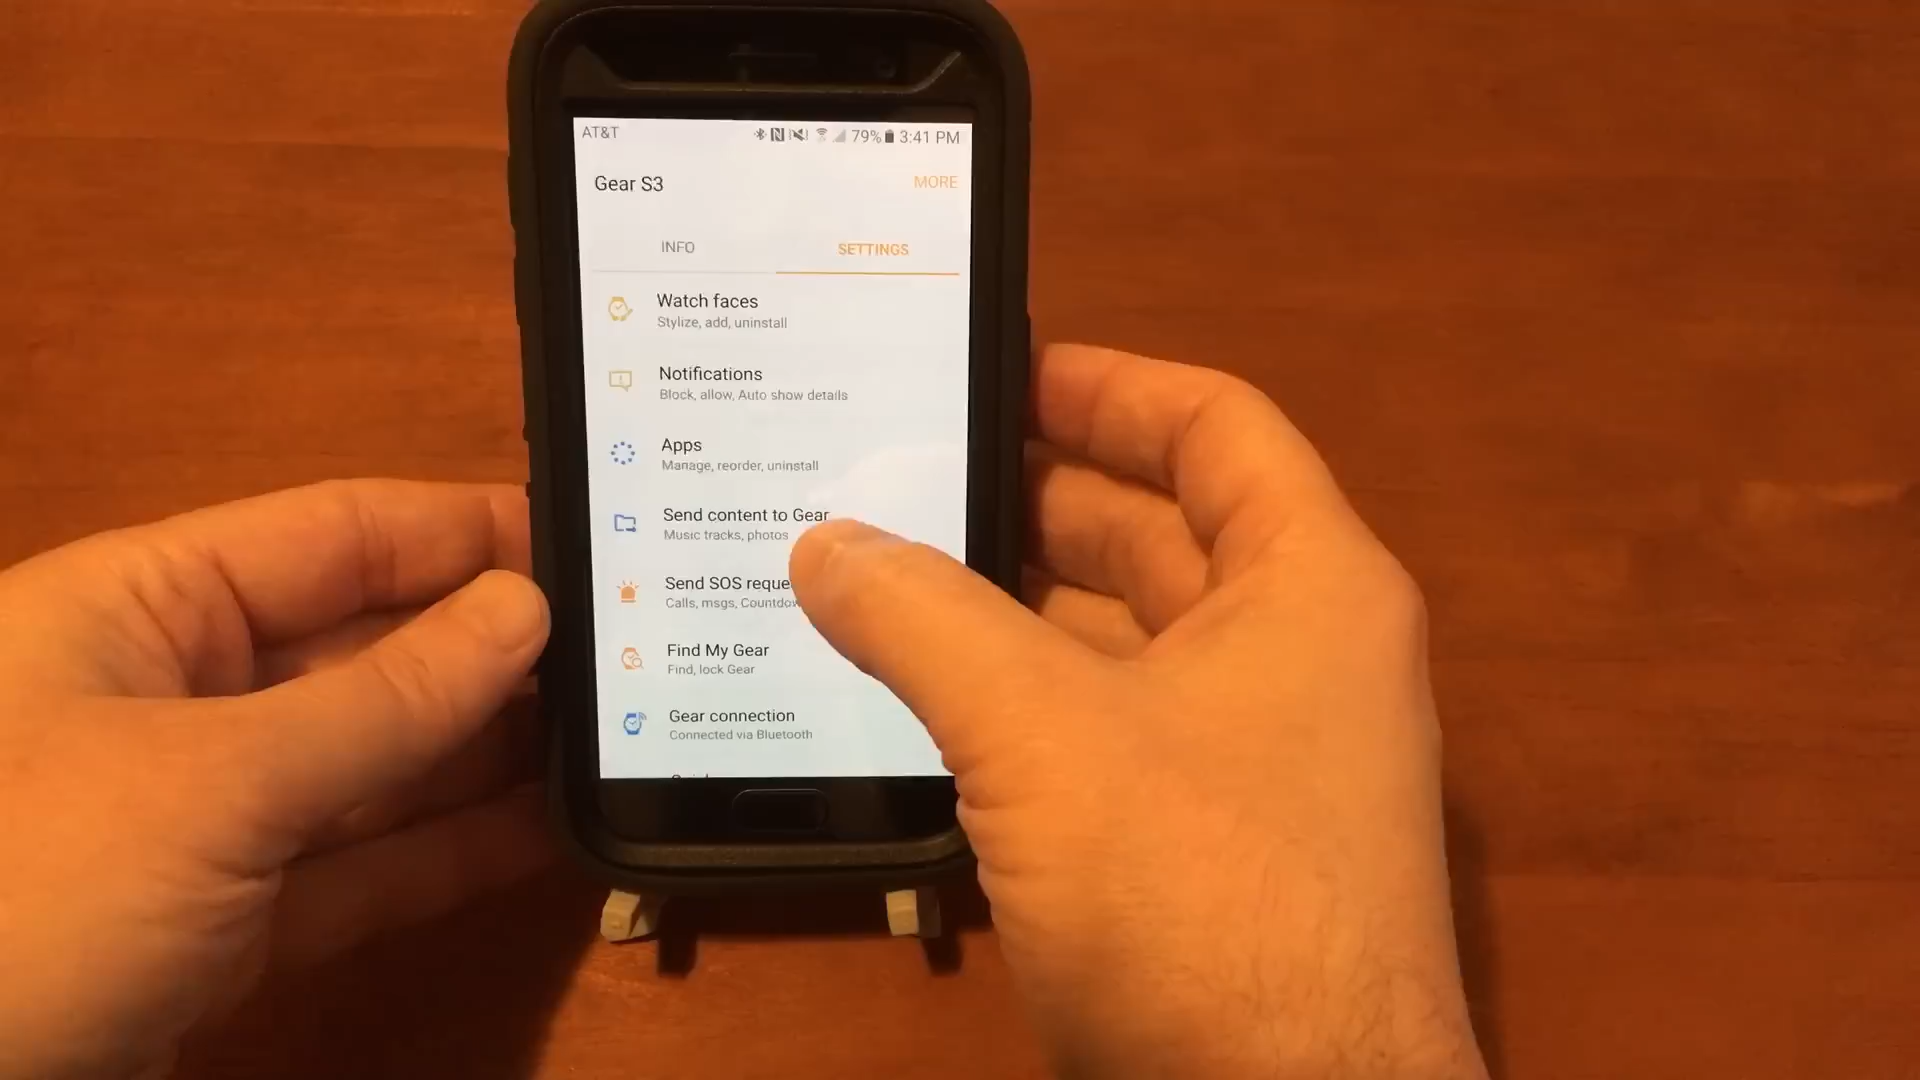 AT&T 79% 3:41 PM
Gear S3 MORE
INFO SETTINGS
Watch faces
Stylize, add, uninstall
Notifications
Block, allow, Auto show details
Apps
Manage, reorder, uninstall
Send content to Gear
Music tracks, photos
Send SOS
Calls, msgs,
Find My Gear
Find, lock Gear
Gear connection
Connected via Bluetooth